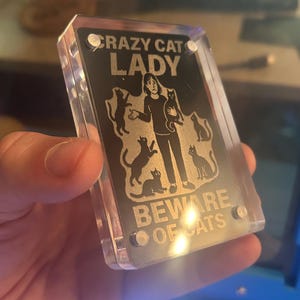 CRAZY CAT
LADY
BEWARE
OF CATS